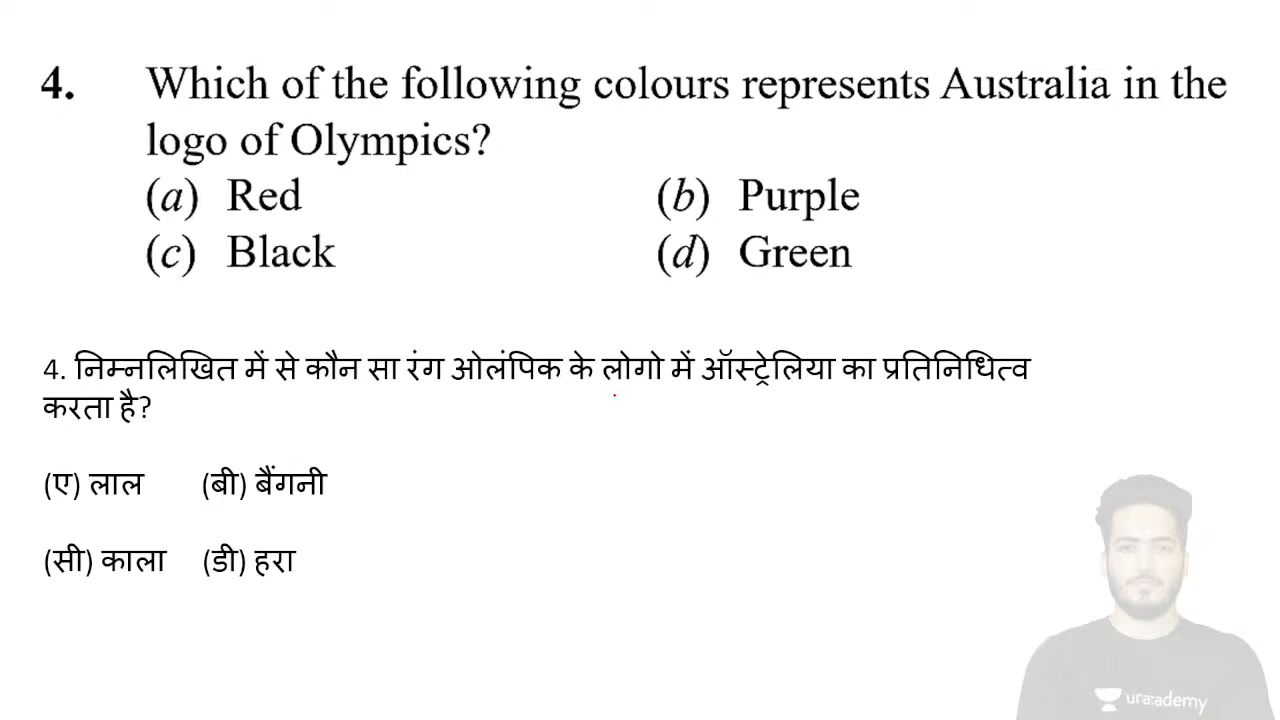 4. Which of the following colours represents Australia in the
logo of Olympics?
(a) Red (b) Purple
(c) Black (d) Green
4. निम्नलिखित में से कौन सा रंग ओलंपिक के लोगो में ऑस्ट्रेलिया का प्रतिनिधित्व
करता है?
(ए) लाल (बी) बैंगनी
(सी) काला (डी) हरा